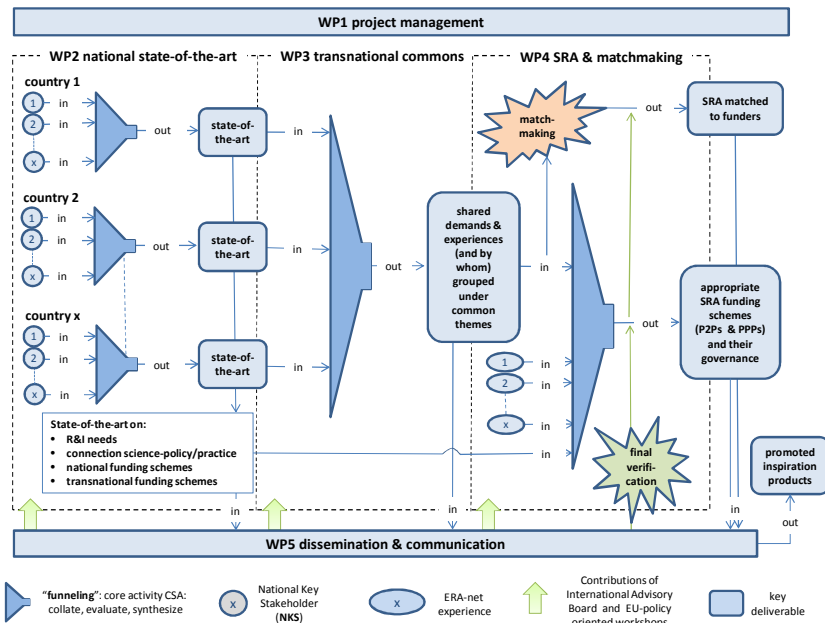 WP1 project management
WP2 national state-of-the-art
WP3 transnational commons
WP4 SRA & matchmaking
country 1
1
in
2
in
x
in
out
state-of-
the-art
in
country 2
1
in
2
in
x
in
out
state-of-
the-art
in
country x
1
in
2
in
x
in
out
state-of-
the-art
in
out
shared
demands &
experiences
(and by
whom)
grouped
under
common
themes
match-
making
out
SRA matched
to funders
in
1
in
2
in
x
in
in
out
appropriate
SRA funding
schemes
(P2Ps & PPPs)
and their
governance
State-of-the-art on:
• R&I needs
• connection science-policy/practice
• national funding schemes
• transnational funding schemes
final
verifi-
cation
promoted
inspiration
products
in
in
in
out
WP5 dissemination & communication
"funneling": core activity CSA:
collate, evaluate, synthesize
x
National Key
Stakeholder
(NKS)
x
ERA-net
experience
Contributions of
International Advisory
Board and EU-policy
oriented workshops
key
deliverable